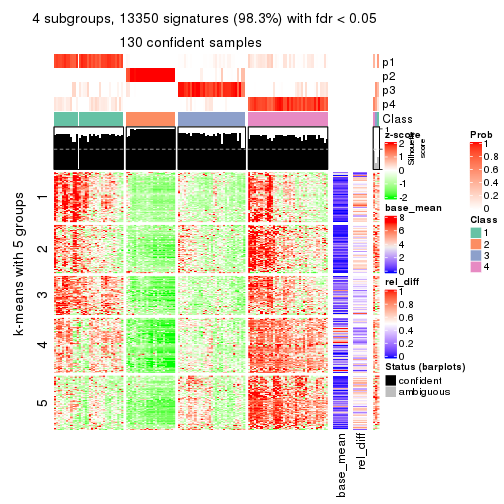 4 subgroups, 13350 signatures (98.3%) with fdr < 0.05
130 confident samples
p1
p2
p3
p4
Class
1
Silhouette
score
k-means with 5 groups
1
2
3
4
5
base_mean
rel_diff
z-score
2
1
0
-1
-2
base_mean
8
6
4
2
0
rel_diff
1
0.8
0.6
0.4
0.2
0
Status (barplots)
confident
ambiguous
Prob
1
0.8
0.6
0.4
0.2
0
Class
1
2
3
4